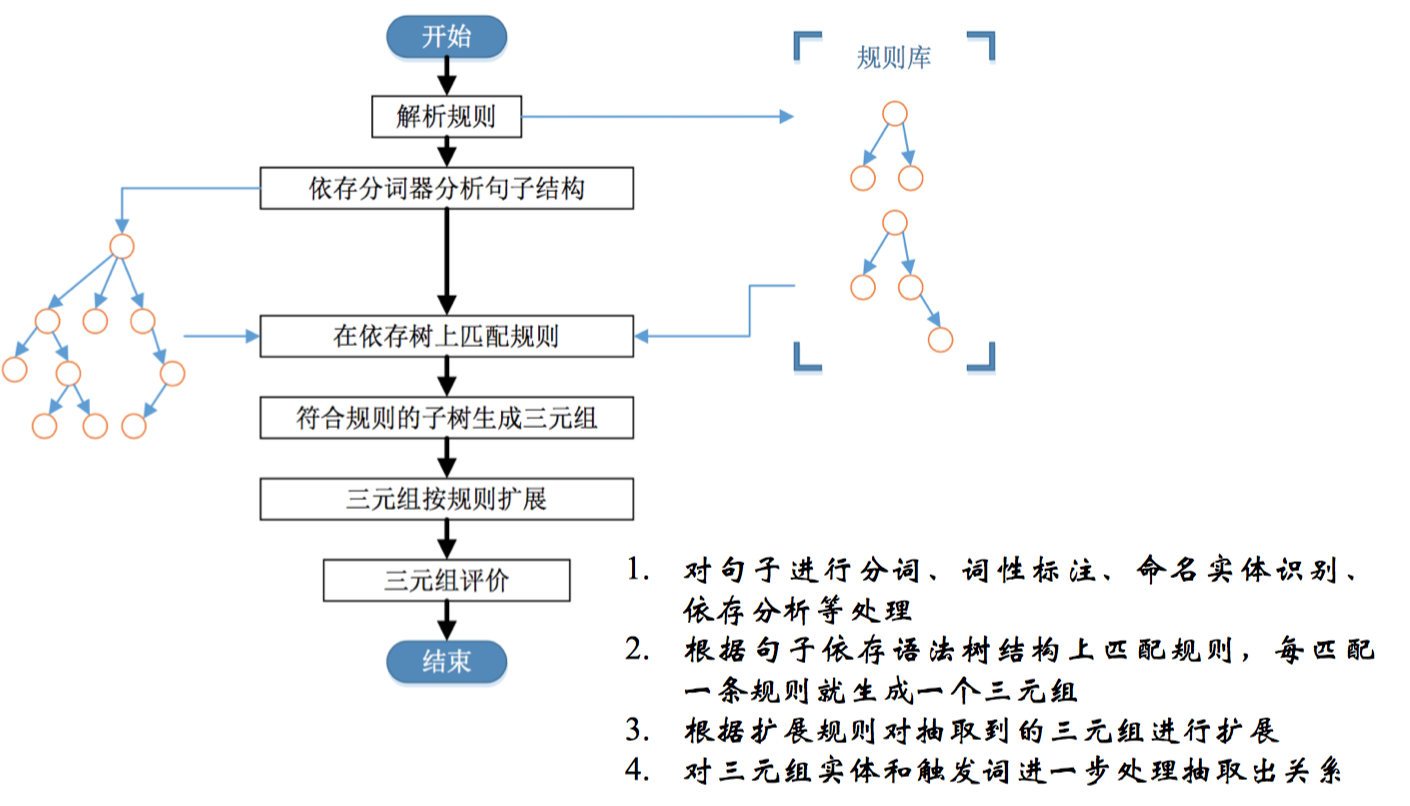 开始
规则库
解析规则
依存分词器分析句子结构
在依存树上匹配规则
符合规则的子树生成三元组
三元组按规则扩展
三元组评价
结束
1. 对句子进行分词、词性标注、命名实体识别、
依存分析等处理
2. 根据句子依存语法树结构上匹配规则，每匹配
一条规则就生成一个三元组
3. 根据扩展规则对抽取到的三元组进行扩展
4. 对三元组实体和触发词进一步处理抽取出关系